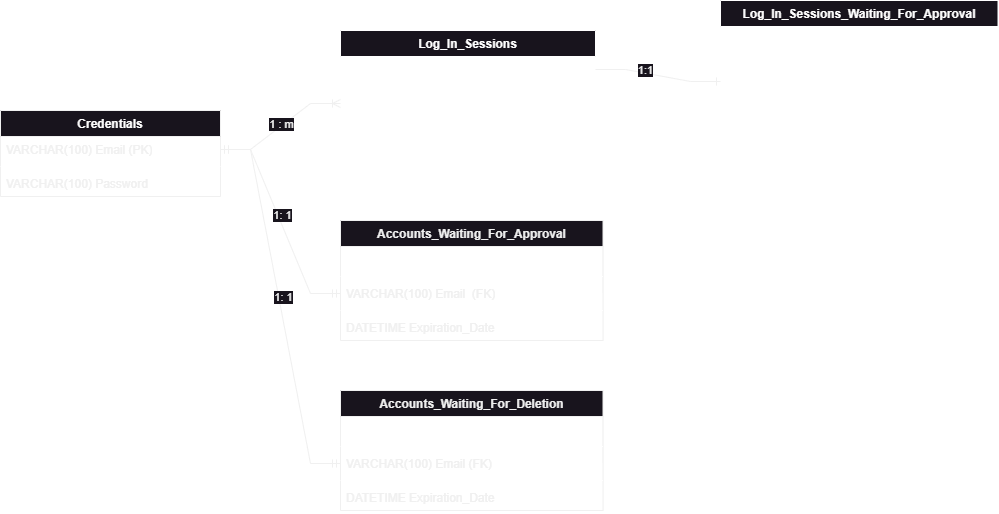 Log_In_Sessions_Waiting_For_Approval
Log_In_Sessions
1:1
Credentials
1 : m
VARCHAR(100) Email (PK)
VARCHAR(100) Password
1: 1
Accounts_Waiting_For_Approval
VARCHAR(100) Email (FK)
1: 1
DATETIME Expiration_Date
Accounts_Waiting_For_Deletion
VARCHAR(100) Email (FK)
DATETIME Expiration_Date